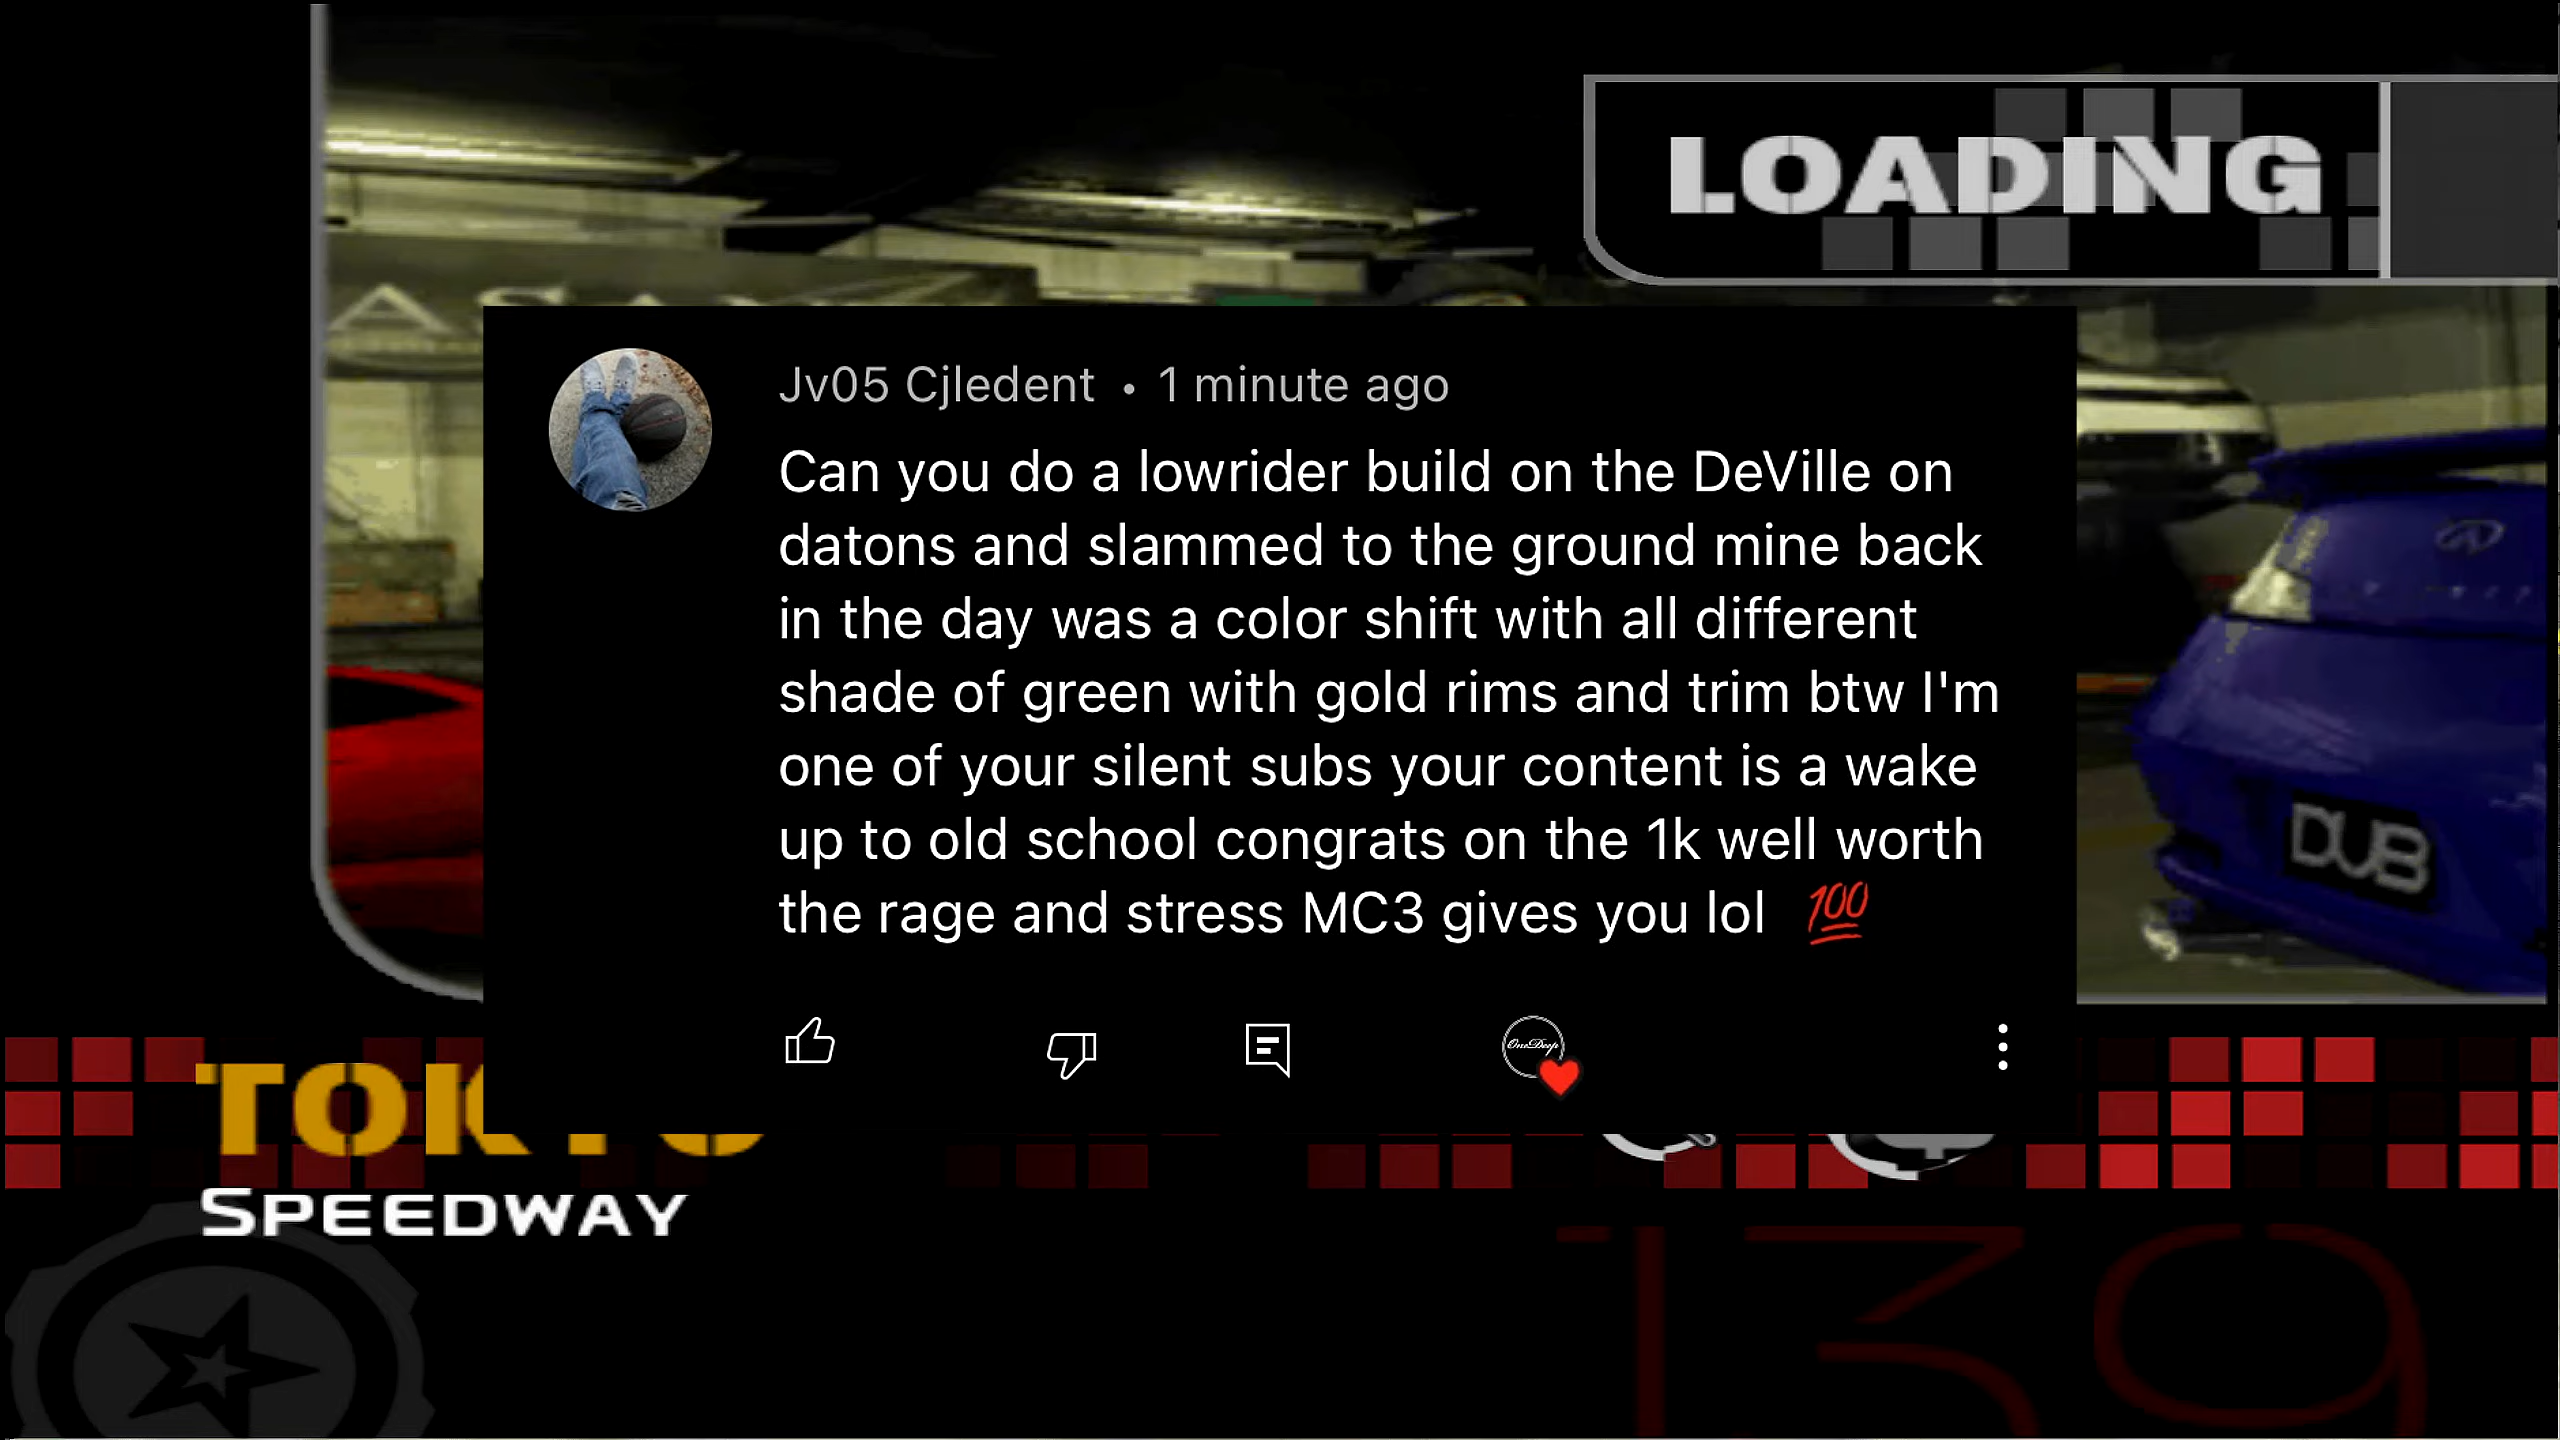 LOADING
Jv05 Cjledent • 1 minute ago
Can you do a lowrider build on the DeVille on
datons and slammed to the ground mine back
in the day was a color shift with all different
shade of green with gold rims and trim btw I'm
one of your silent subs your content is a wake
up to old school congrats on the 1k well worth
the rage and stress MC3 gives you lol 💯
OneDeep
DUB
TOKYO
SPEEDWAY
139